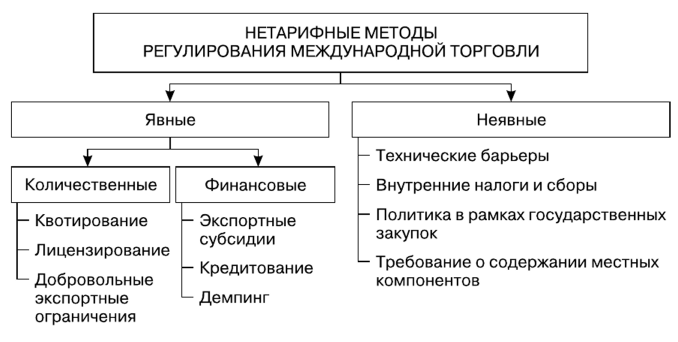 НЕТАРИФНЫЕ МЕТОДЫ
РЕГУЛИРОВАНИЯ МЕЖДУНАРОДНОЙ ТОРГОВЛИ
Явные
Неявные
Количественные
Финансовые
Квотирование
Лицензирование
Добровольные
экспортные
ограничения
Экспортные
субсидии
Кредитование
Демпинг
Технические барьеры
Внутренние налоги и сборы
Политика в рамках государственных
закупок
Требование о содержании местных
компонентов